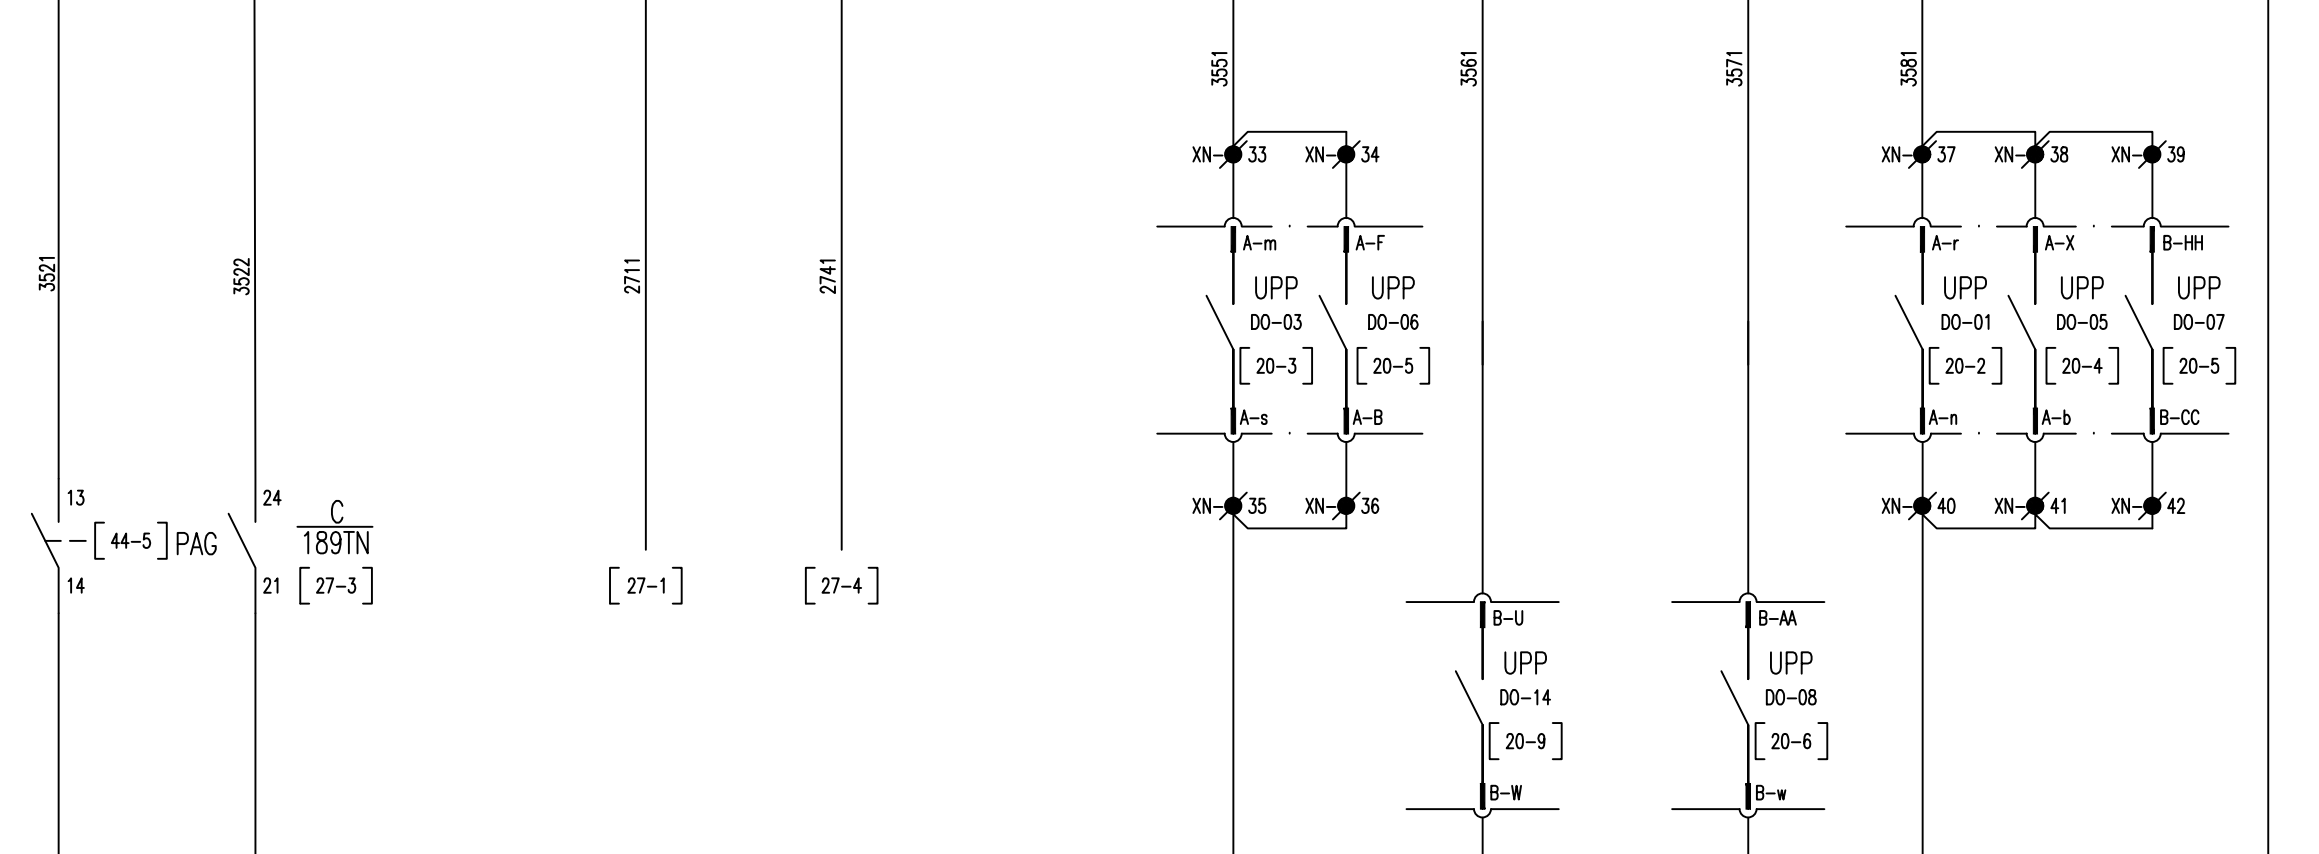 3551
3561
3571
3581
XN-33
XN-34
XN-37
XN-38
XN-39
A-m
A-F
A-r
A-X
B-HH
3521
3522
2711
2741
UPP
UPP
UPP
UPP
UPP
DO-03
DO-06
DO-01
DO-05
DO-07
[20-3]
[20-5]
[20-2]
[20-4]
[20-5]
A-s
A-B
A-n
A-b
B-CC
13
24
XN-35
XN-36
XN-40
XN-41
XN-42
[44-5] PAG
C
189TN
14
21
[27-3]
[27-1]
[27-4]
B-U
B-AA
UPP
UPP
DO-14
DO-08
[20-9]
[20-6]
B-W
B-w